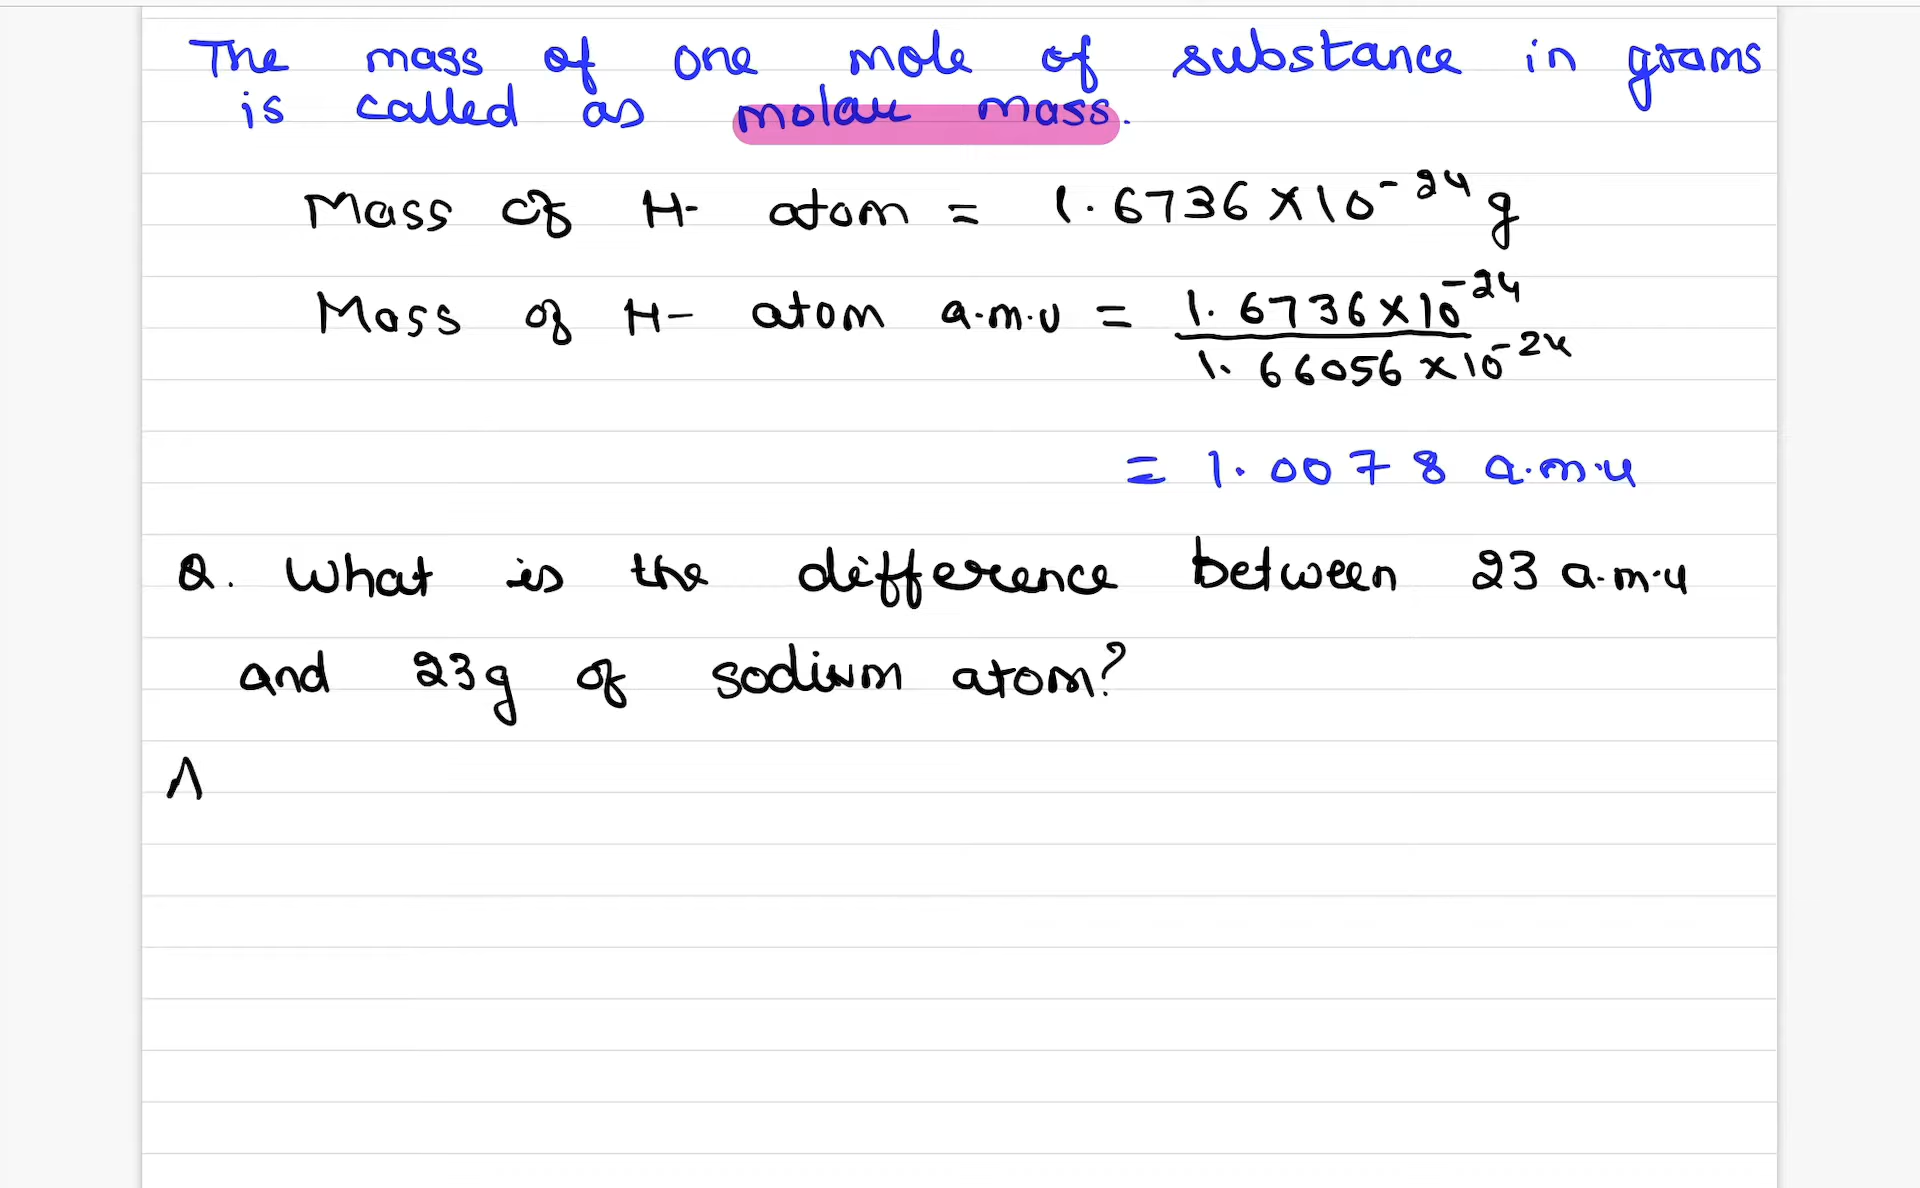 The mass of one mole of substance in grams
is called as molar mass.
Mass of H- atom = 1.6736 × 10⁻²⁴ g
Mass of H- atom a.m.u = 1.6736 × 10⁻²⁴
1.66056 × 10⁻²⁴
= 1.0078 a.m.u
Q. What is the difference between 23 a.m.u
and 23g of sodium atom?